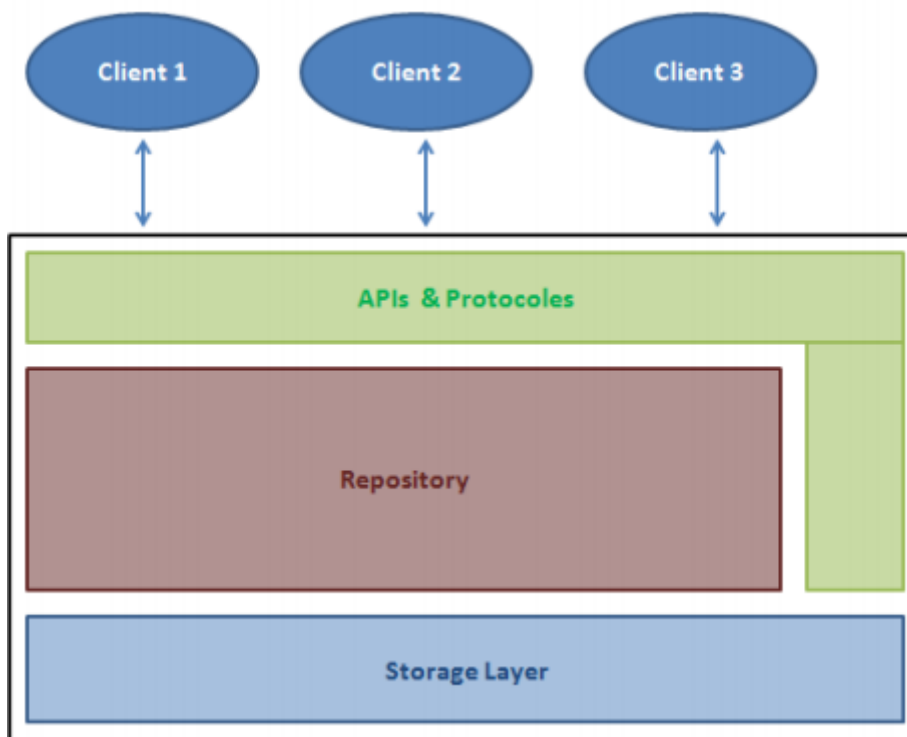 Client 1
Client 2
Client 3
APIs & Protocoles
Repository
Storage Layer